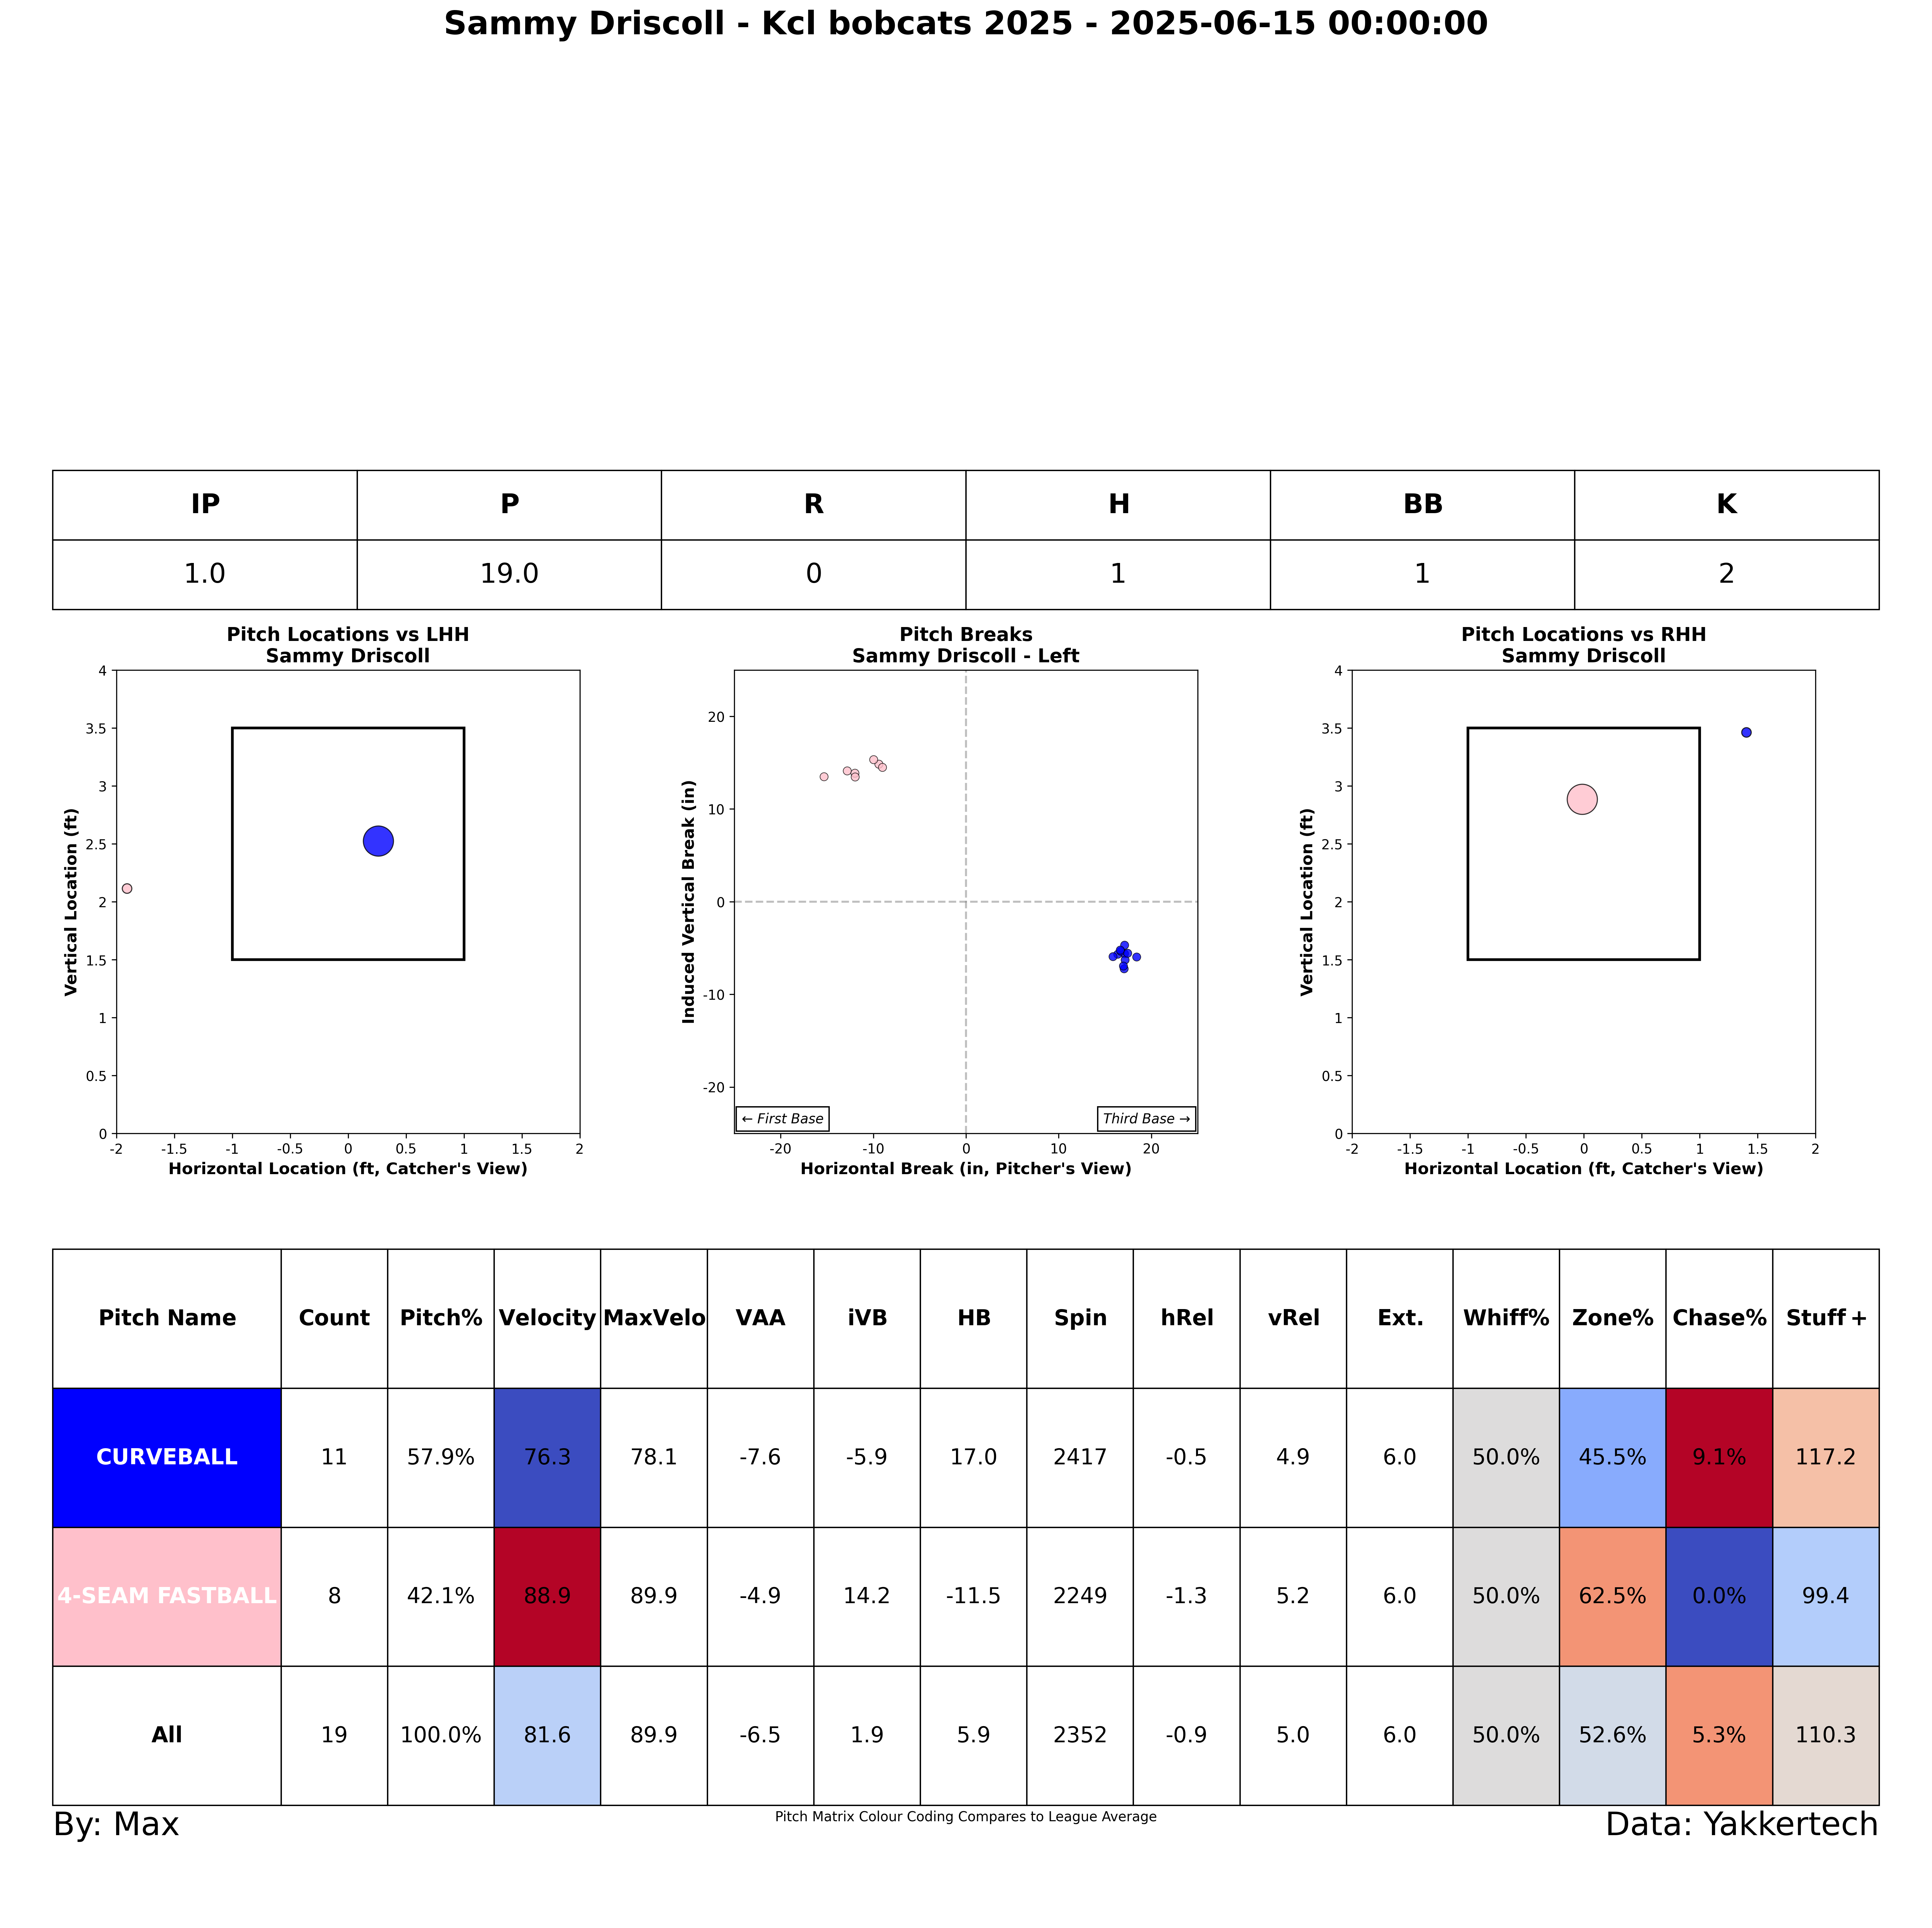 Sammy Driscoll - Kcl bobcats 2025 - 2025-06-15 00:00:00
IP P R H BB K
1.0 19.0 0 1 1 2
Pitch Locations vs LHH
Sammy Driscoll
4
3.5
3
2.5
2
1.5
1
0.5
0
-2 -1.5 -1 -0.5 0 0.5 1 1.5 2
Vertical Location (ft)
Horizontal Location (ft, Catcher's View)
Pitch Breaks
Sammy Driscoll - Left
20
10
0
-10
-20
← First Base Third Base →
-20 -10 0 10 20
Induced Vertical Break (in)
Horizontal Break (in, Pitcher's View)
Pitch Locations vs RHH
Sammy Driscoll
4
3.5
3
2.5
2
1.5
1
0.5
0
-2 -1.5 -1 -0.5 0 0.5 1 1.5 2
Vertical Location (ft)
Horizontal Location (ft, Catcher's View)
Pitch Name Count Pitch% Velocity MaxVelo VAA iVB HB Spin hRel vRel Ext. Whiff% Zone% Chase% Stuff+
CURVEBALL 11 57.9% 76.3 78.1 -7.6 -5.9 17.0 2417 -0.5 4.9 6.0 50.0% 45.5% 9.1% 117.2
4-SEAM FASTBALL 8 42.1% 88.9 89.9 -4.9 14.2 -11.5 2249 -1.3 5.2 6.0 50.0% 62.5% 0.0% 99.4
All 19 100.0% 81.6 89.9 -6.5 1.9 5.9 2352 -0.9 5.0 6.0 50.0% 52.6% 5.3% 110.3
By: Max
Pitch Matrix Colour Coding Compares to League Average
Data: Yakkertech